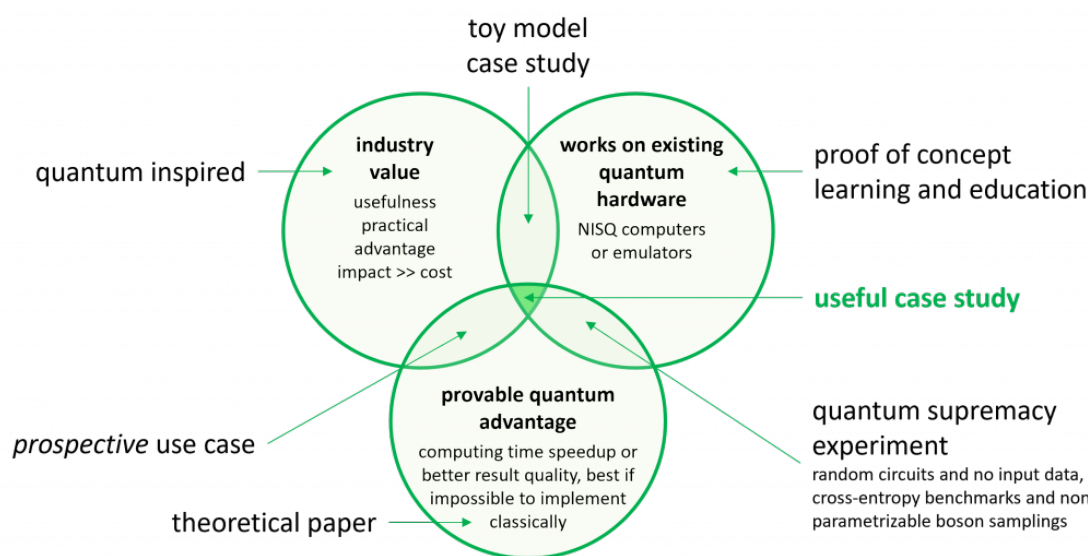 toy model
case study
industry
value
usefulness
practical
advantage
impact >> cost
works on existing
quantum
hardware
NISQ computers
or emulators
quantum inspired
proof of concept
learning and education
useful case study
provable quantum
advantage
computing time speedup or
better result quality, best if
impossible to implement
classically
prospective use case
theoretical paper
quantum supremacy
experiment
random circuits and no input data,
cross-entropy benchmarks and non
parametrizable boson samplings